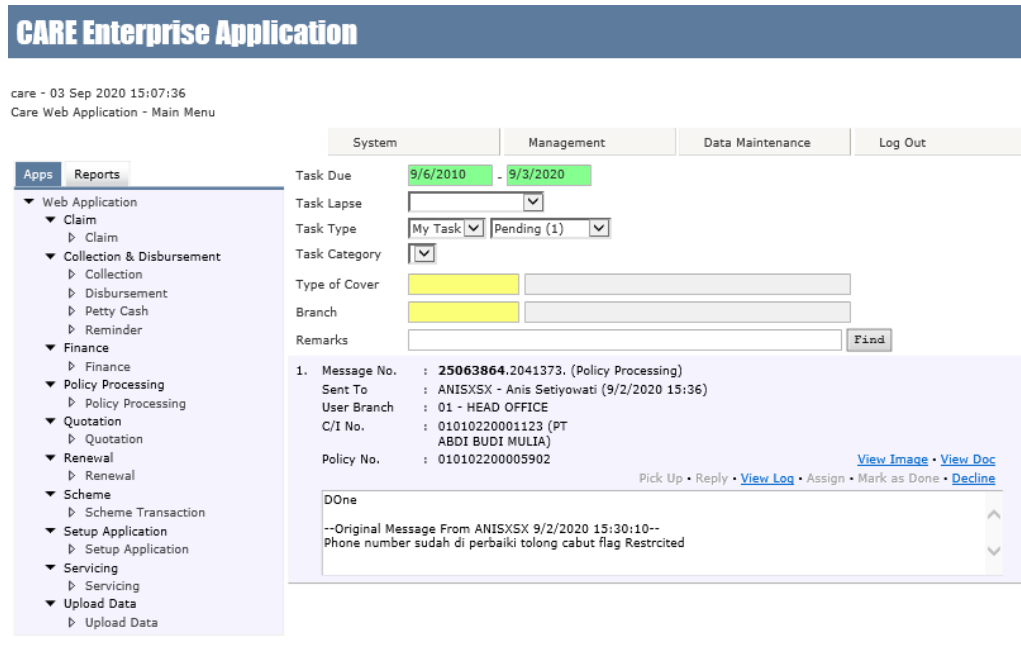 CARE Enterprise Application
care - 03 Sep 2020 15:07:36
Care Web Application - Main Menu
System Management Data Maintenance Log Out
Apps Reports
Web Application
Claim
Claim
Collection & Disbursement
Collection
Disbursement
Petty Cash
Reminder
Finance
Finance
Policy Processing
Policy Processing
Quotation
Quotation
Renewal
Renewal
Scheme
Scheme Transaction
Setup Application
Setup Application
Servicing
Servicing
Upload Data
Upload Data
Task Due 9/6/2010 - 9/3/2020
Task Lapse
Task Type My Task Pending (1)
Task Category
Type of Cover
Branch
Remarks Find
1. Message No. : 25063864.2041373. (Policy Processing)
Sent To : ANISXSX - Anis Setiyowati (9/2/2020 15:36)
User Branch : 01 - HEAD OFFICE
C/I No. : 01010220001123 (PT
ABDI BUDI MULIA)
Policy No. : 010102200005902 View Image • View Doc
Pick Up • Reply • View Log • Assign • Mark as Done • Decline
DOne
--Original Message From ANISXSX 9/2/2020 15:30:10--
Phone number sudah di perbaiki tolong cabut flag Restrcited